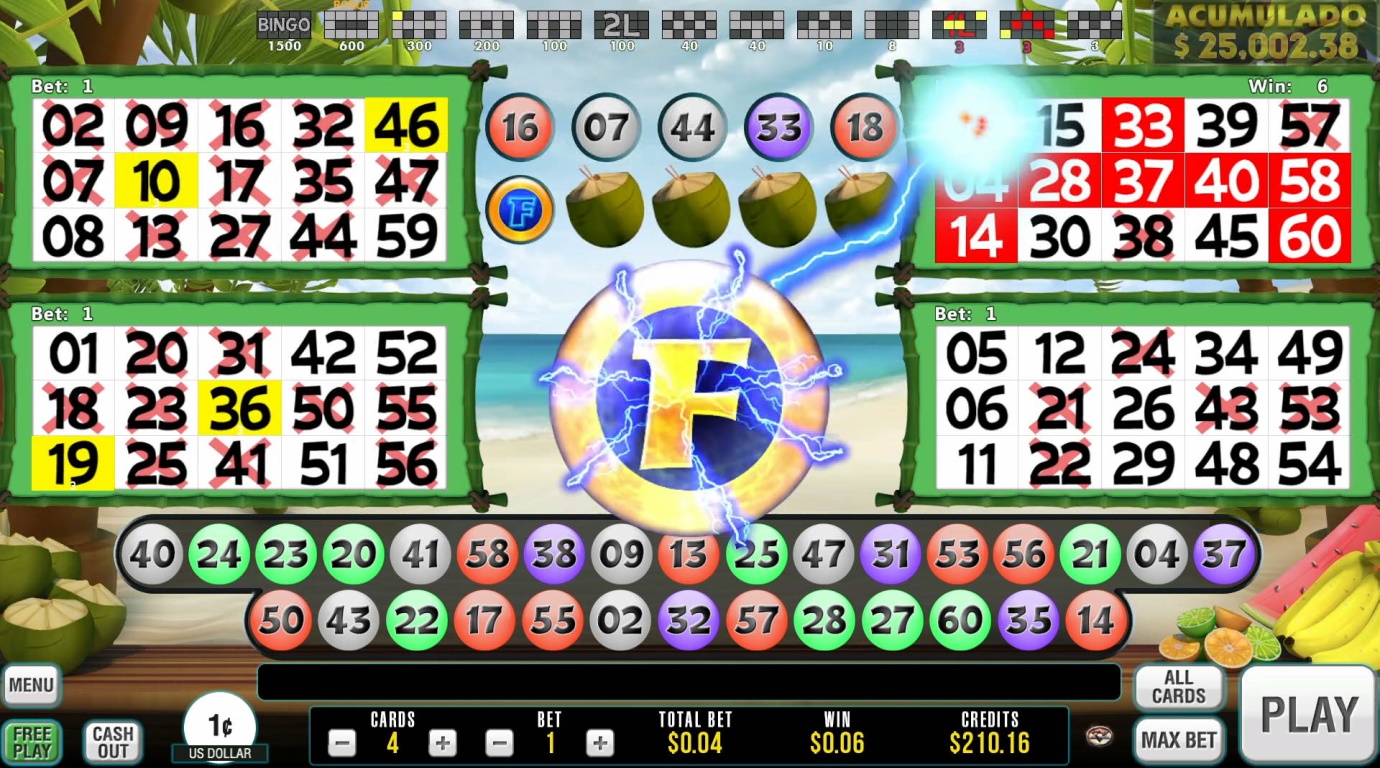 BINGO 2L 1L
1500 600 300 200 100 100 40 40 10 8 3 3 3
ACUMULADO
$ 25,002.38
Bet: 1
02 09 16 32 46
07 10 17 35 47
08 13 27 44 59
16 07 44 33 18
F
Win: 6
15 33 39 57
04 28 37 40 58
14 30 38 45 60
Bet: 1
01 20 31 42 52
18 23 36 50 55
19 25 41 51 56
F
Bet: 1
05 12 24 34 49
06 21 26 43 53
11 22 29 48 54
40 24 23 20 41 58 38 09 13 25 47 31 53 56 21 04 37
50 43 22 17 55 02 32 57 28 27 60 35 14
MENU
FREE PLAY
CASH OUT
1¢
US DOLLAR
CARDS
- 4 +
BET
- 1 +
TOTAL BET
$0.04
WIN
$0.06
CREDITS
$210.16
ALL CARDS
MAX BET
PLAY